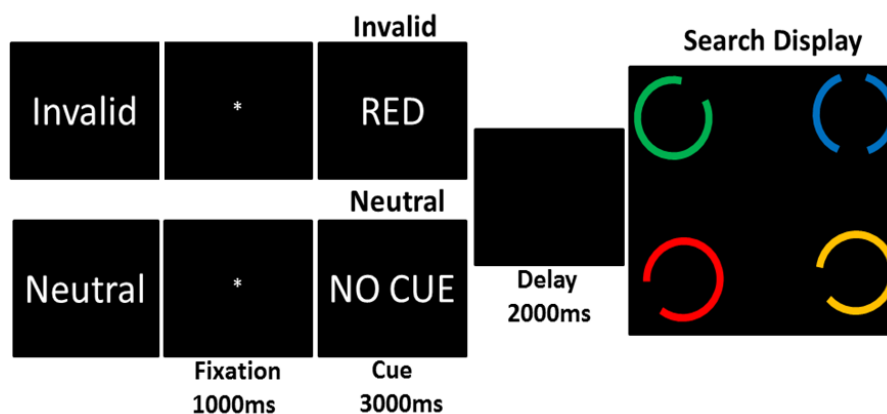 Invalid
Search Display
Invalid
*
RED
Neutral
Neutral
*
NO CUE
Delay
2000ms
Fixation
1000ms
Cue
3000ms